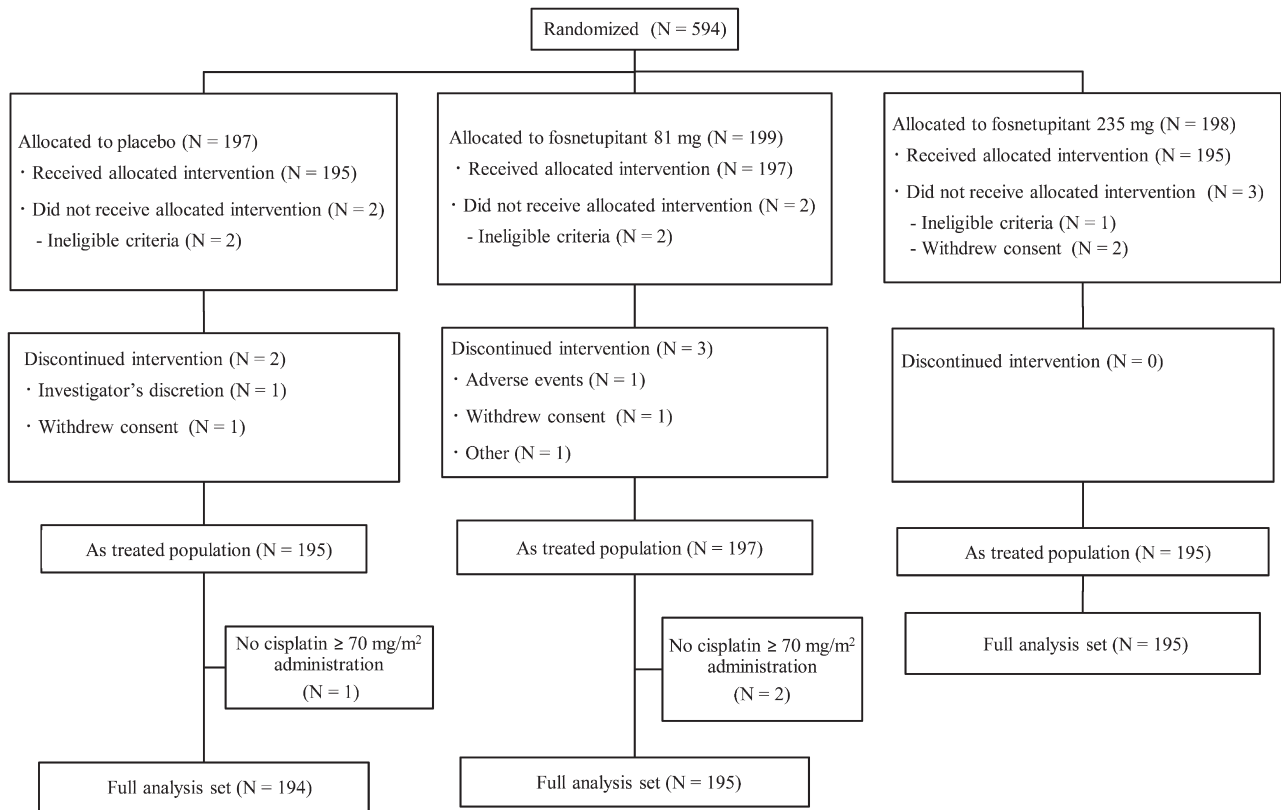 Randomized (N = 594)
Allocated to placebo (N = 197)
· Received allocated intervention (N = 195)
· Did not receive allocated intervention (N = 2)
- Ineligible criteria (N = 2)
Allocated to fosnetupitant 81 mg (N = 199)
· Received allocated intervention (N = 197)
· Did not receive allocated intervention (N = 2)
- Ineligible criteria (N = 2)
Allocated to fosnetupitant 235 mg (N = 198)
· Received allocated intervention (N = 195)
· Did not receive allocated intervention (N = 3)
- Ineligible criteria (N = 1)
- Withdrew consent (N = 2)
Discontinued intervention (N = 2)
· Investigator's discretion (N = 1)
· Withdrew consent (N = 1)
Discontinued intervention (N = 3)
· Adverse events (N = 1)
· Withdrew consent (N = 1)
· Other (N = 1)
Discontinued intervention (N = 0)
As treated population (N = 195)
As treated population (N = 197)
As treated population (N = 195)
No cisplatin ≥ 70 mg/m²
administration
(N = 1)
No cisplatin ≥ 70 mg/m²
administration
(N = 2)
Full analysis set (N = 195)
Full analysis set (N = 194)
Full analysis set (N = 195)